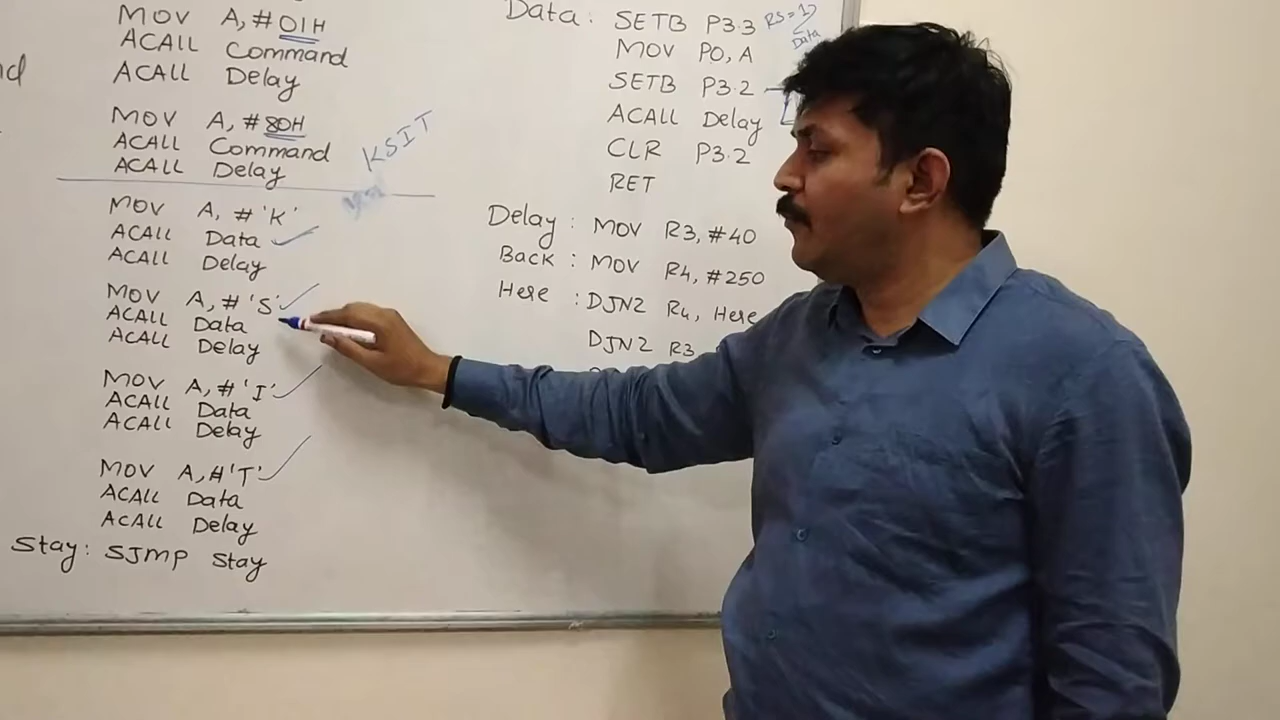 MOV A, #01H
ACALL Command
ACALL Delay
MOV A, #80H
ACALL Command
ACALL Delay
KSIT
MOV A, #'K'
ACALL Data
ACALL Delay
MOV A, #'S'
ACALL Data
ACALL Delay
MOV A, #'I'
ACALL Data
ACALL Delay
MOV A, #'T'
ACALL Data
ACALL Delay
Stay: SJMP Stay
Data: SETB P3.3
RS=1
Data
MOV P0, A
SETB P3.2
ACALL Delay
CLR P3.2
RET
Delay: MOV R3, #40
Back: MOV R4, #250
Here: DJNZ R4, Here
DJNZ R3,